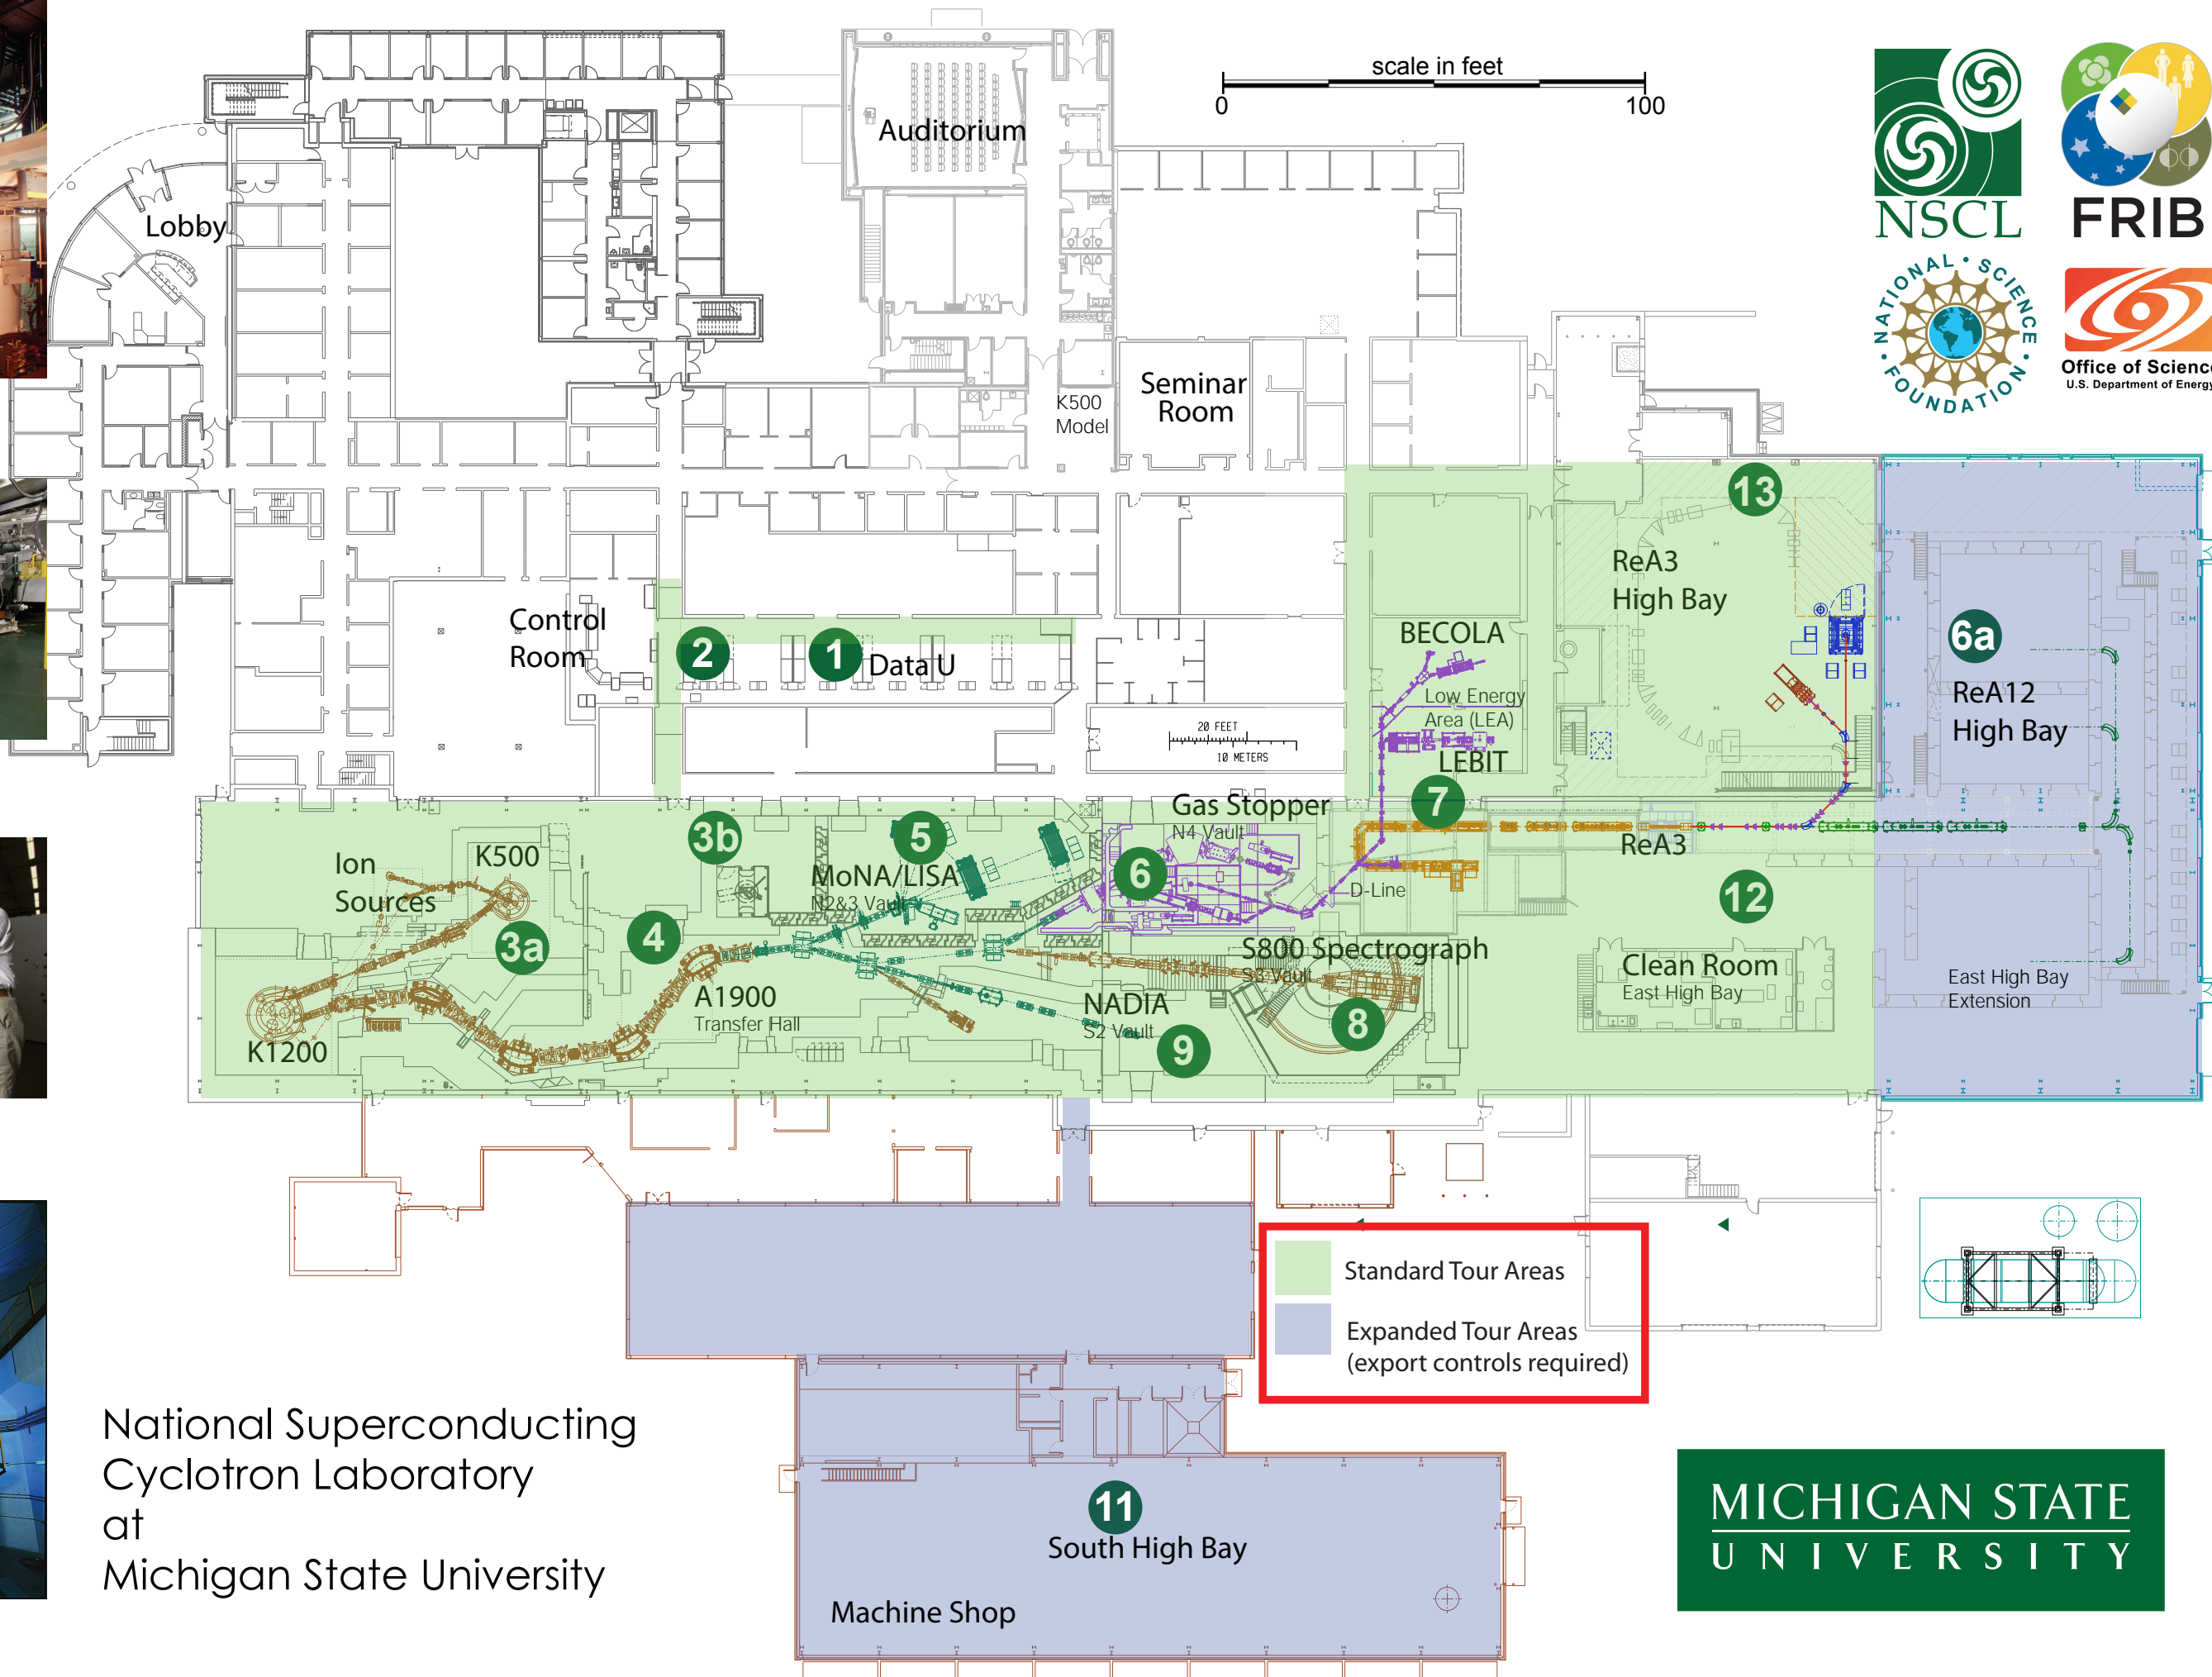 scale in feet
0
100
NSCL
FRIB
NATIONAL • SCIENCE • FOUNDATION •
Office of Scienc
U.S. Department of Energy
Auditorium
Lobby
K500
Model
Seminar
Room
13
ReA3
High Bay
6a
ReA12
High Bay
Control
Room
2
1
Data U
BECOLA
Low Energy
Area (LEA)
LEBIT
20 FEET
10 METERS
7
Gas Stopper
N4 Vault
3b
5
K500
Ion
Sources
MoNA/LISA
N2&3 Vault
6
ReA3
D-Line
12
3a
4
S800 Spectrograph
S3 Vault
Clean Room
East High Bay
East High Bay
Extension
A1900
Transfer Hall
NADIA
S2 Vault
8
9
K1200
Standard Tour Areas
Expanded Tour Areas
(export controls required)
National Superconducting
Cyclotron Laboratory
at
Michigan State University
11
South High Bay
Machine Shop
MICHIGAN STATE
UNIVERSITY